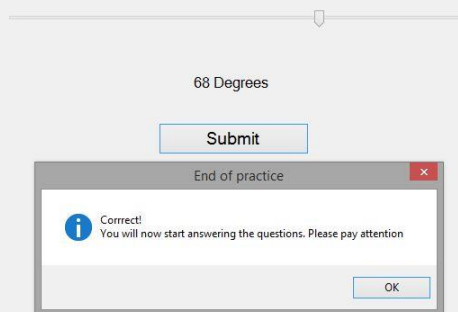 68 Degrees
Submit
End of practice
Corrrect!
You will now start answering the questions. Please pay attention
OK